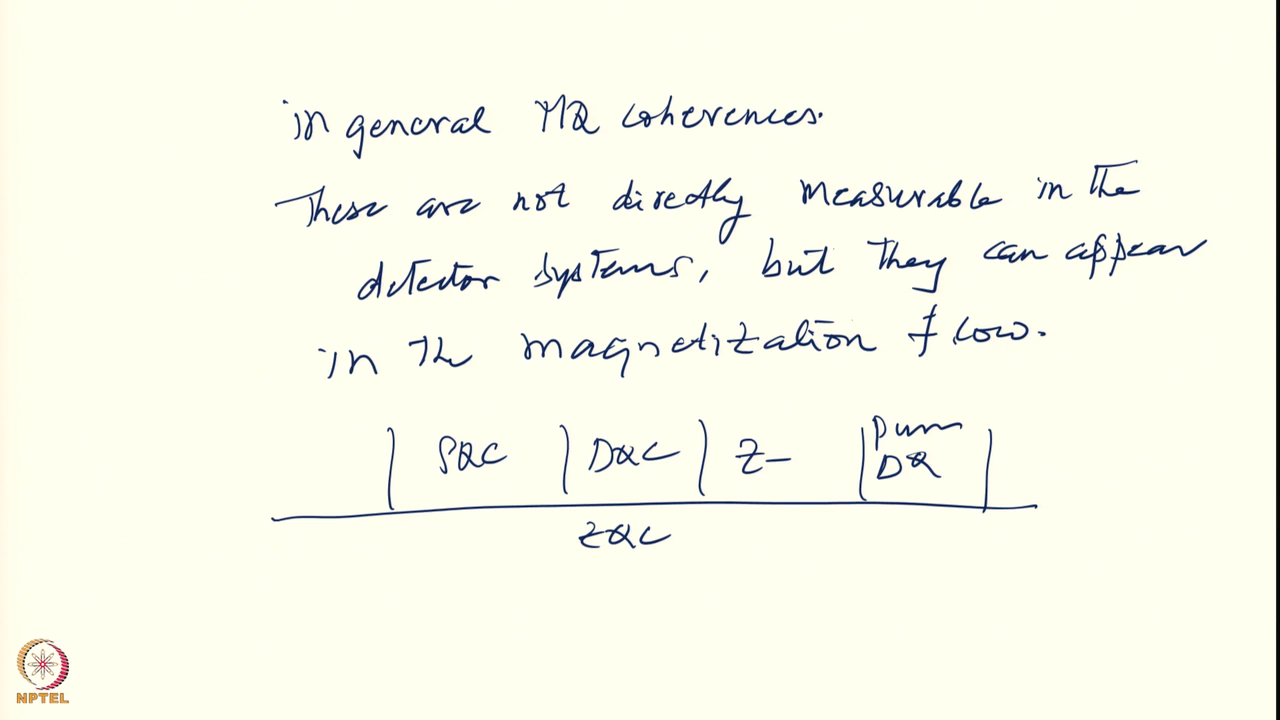 in general MQ coherences.
These are not directly measurable in the
detector systems, but they can appear
in the magnetization flow.
| SQC | DQC | Z- | Pure DQ |
ZQC
NPTEL